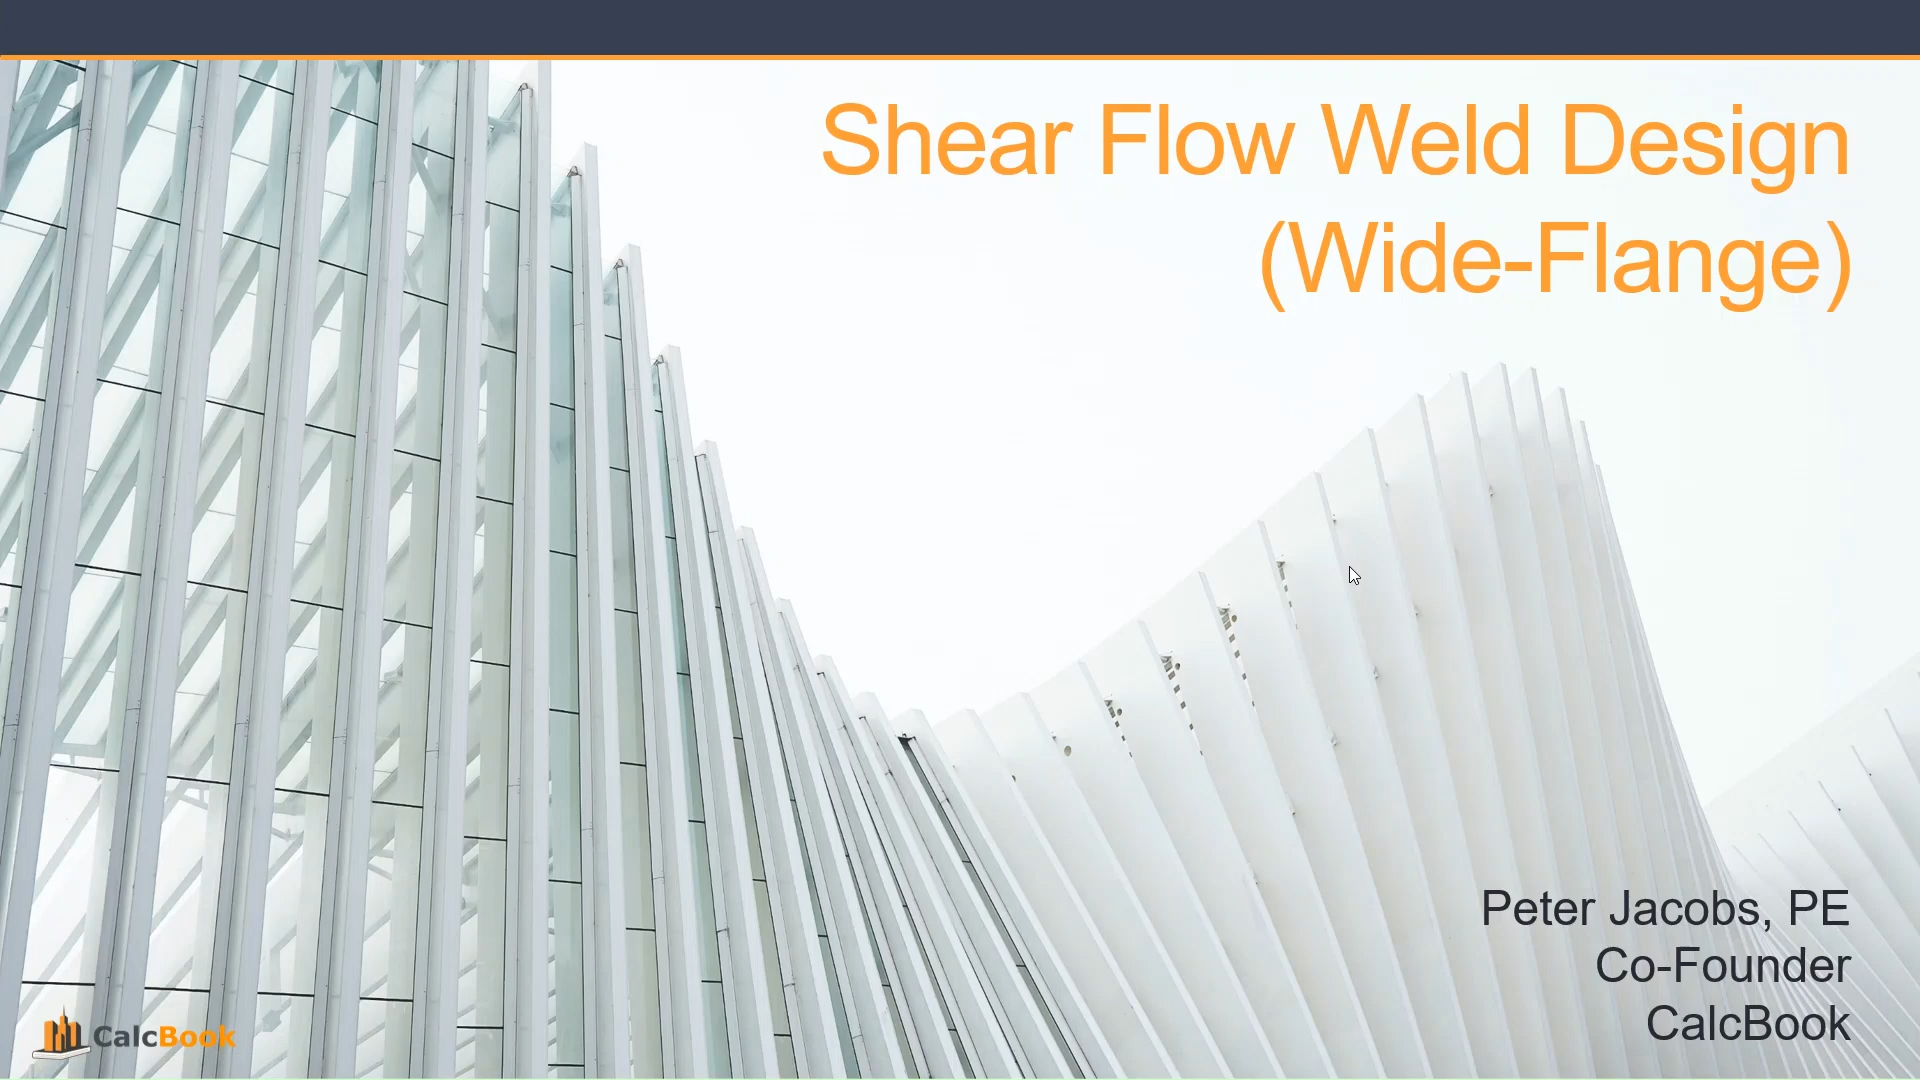 Shear Flow Weld Design
(Wide-Flange)
Peter Jacobs, PE
Co-Founder
CalcBook
CalcBook